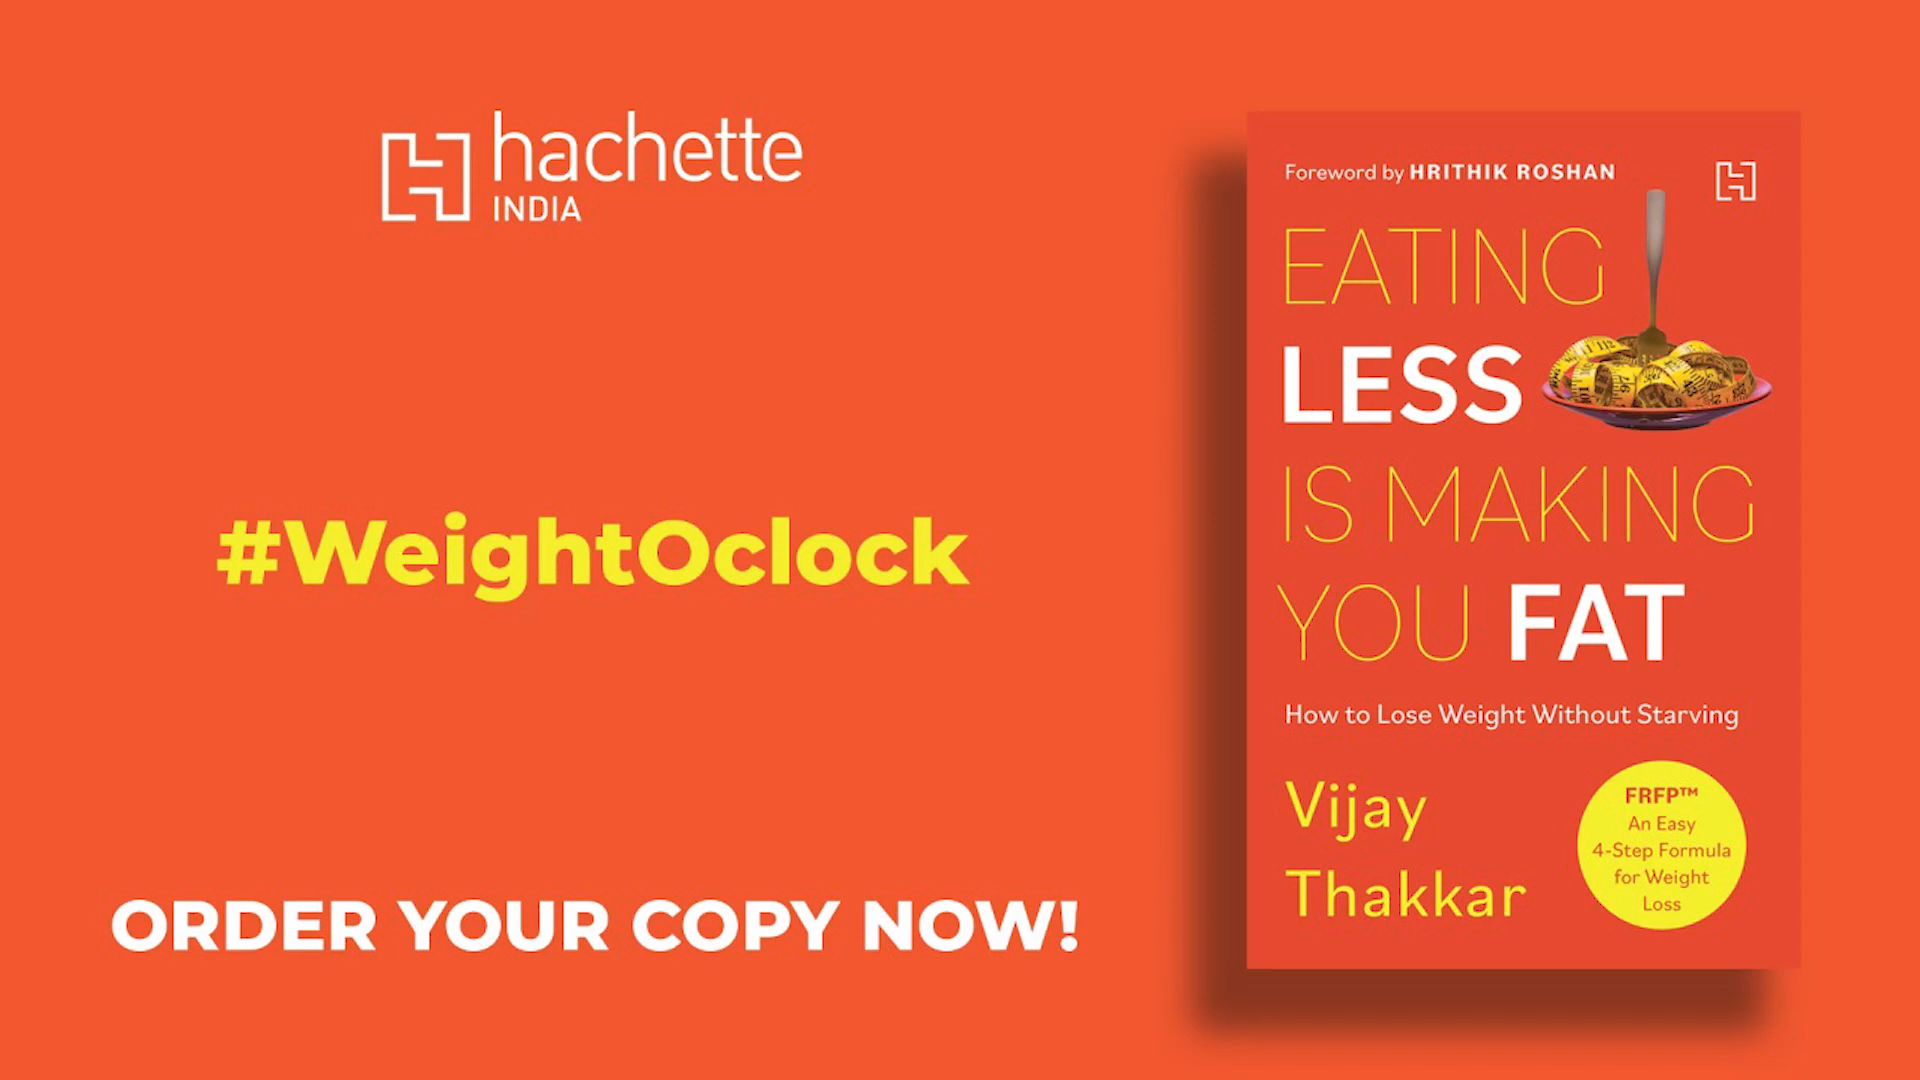 hachette
INDIA
#WeightOclock
ORDER YOUR COPY NOW!
Foreword by HRITHIK ROSHAN
EATING
LESS
IS MAKING
YOU FAT
How to Lose Weight Without Starving
Vijay
Thakkar
FRFP™
An Easy
4-Step Formula
for Weight
Loss